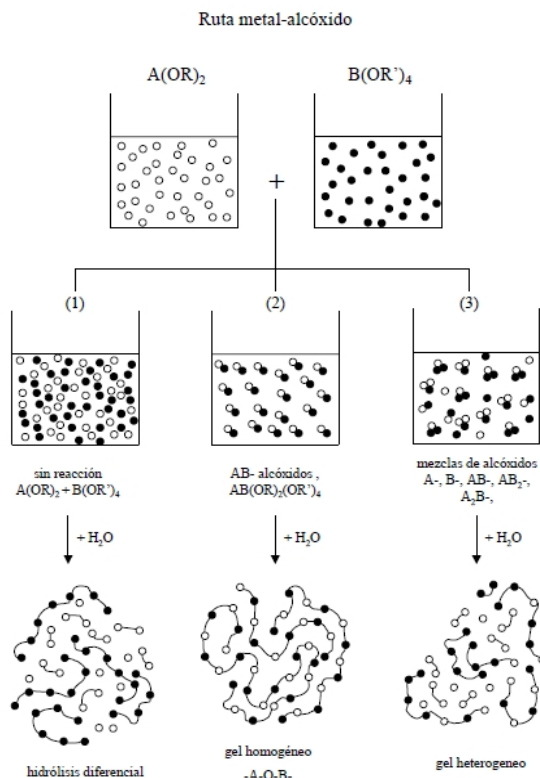 Ruta metal-alcóxido
A(OR)₂
B(OR')₄
+
(1)
(2)
(3)
sin reacción
A(OR)₂ + B(OR')₄
AB- alcóxidos ,
AB(OR)₂(OR')₄
mezclas de alcóxidos
A-, B-, AB-, AB₂-,
A₂B-,
+ H₂O
+ H₂O
+ H₂O
hidrólisis diferencial
gel homogéneo
-A-O-B-
gel heterogeneo